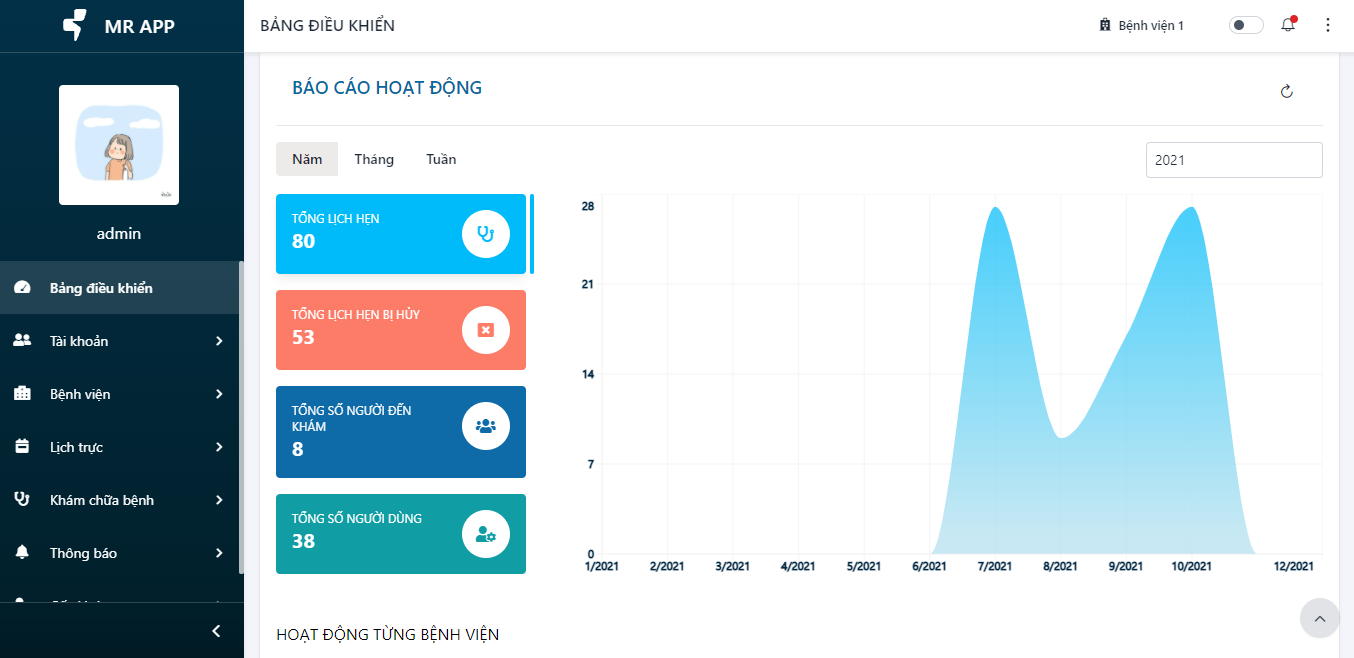 MR APP
BẢNG ĐIỀU KHIỂN
Bệnh viện 1
admin
Bảng điều khiển
Tài khoản
Bệnh viện
Lịch trực
Khám chữa bệnh
Thông báo
BÁO CÁO HOẠT ĐỘNG
Năm Tháng Tuần
2021
TỔNG LỊCH HẸN
80
TỔNG LỊCH HẸN BỊ HỦY
53
TỔNG SỐ NGƯỜI ĐẾN
KHÁM
8
TỔNG SỐ NGƯỜI DÙNG
38
28
21
14
7
0
1/2021 2/2021 3/2021 4/2021 5/2021 6/2021 7/2021 8/2021 9/2021 10/2021 12/2021
HOẠT ĐỘNG TỪNG BỆNH VIỆN